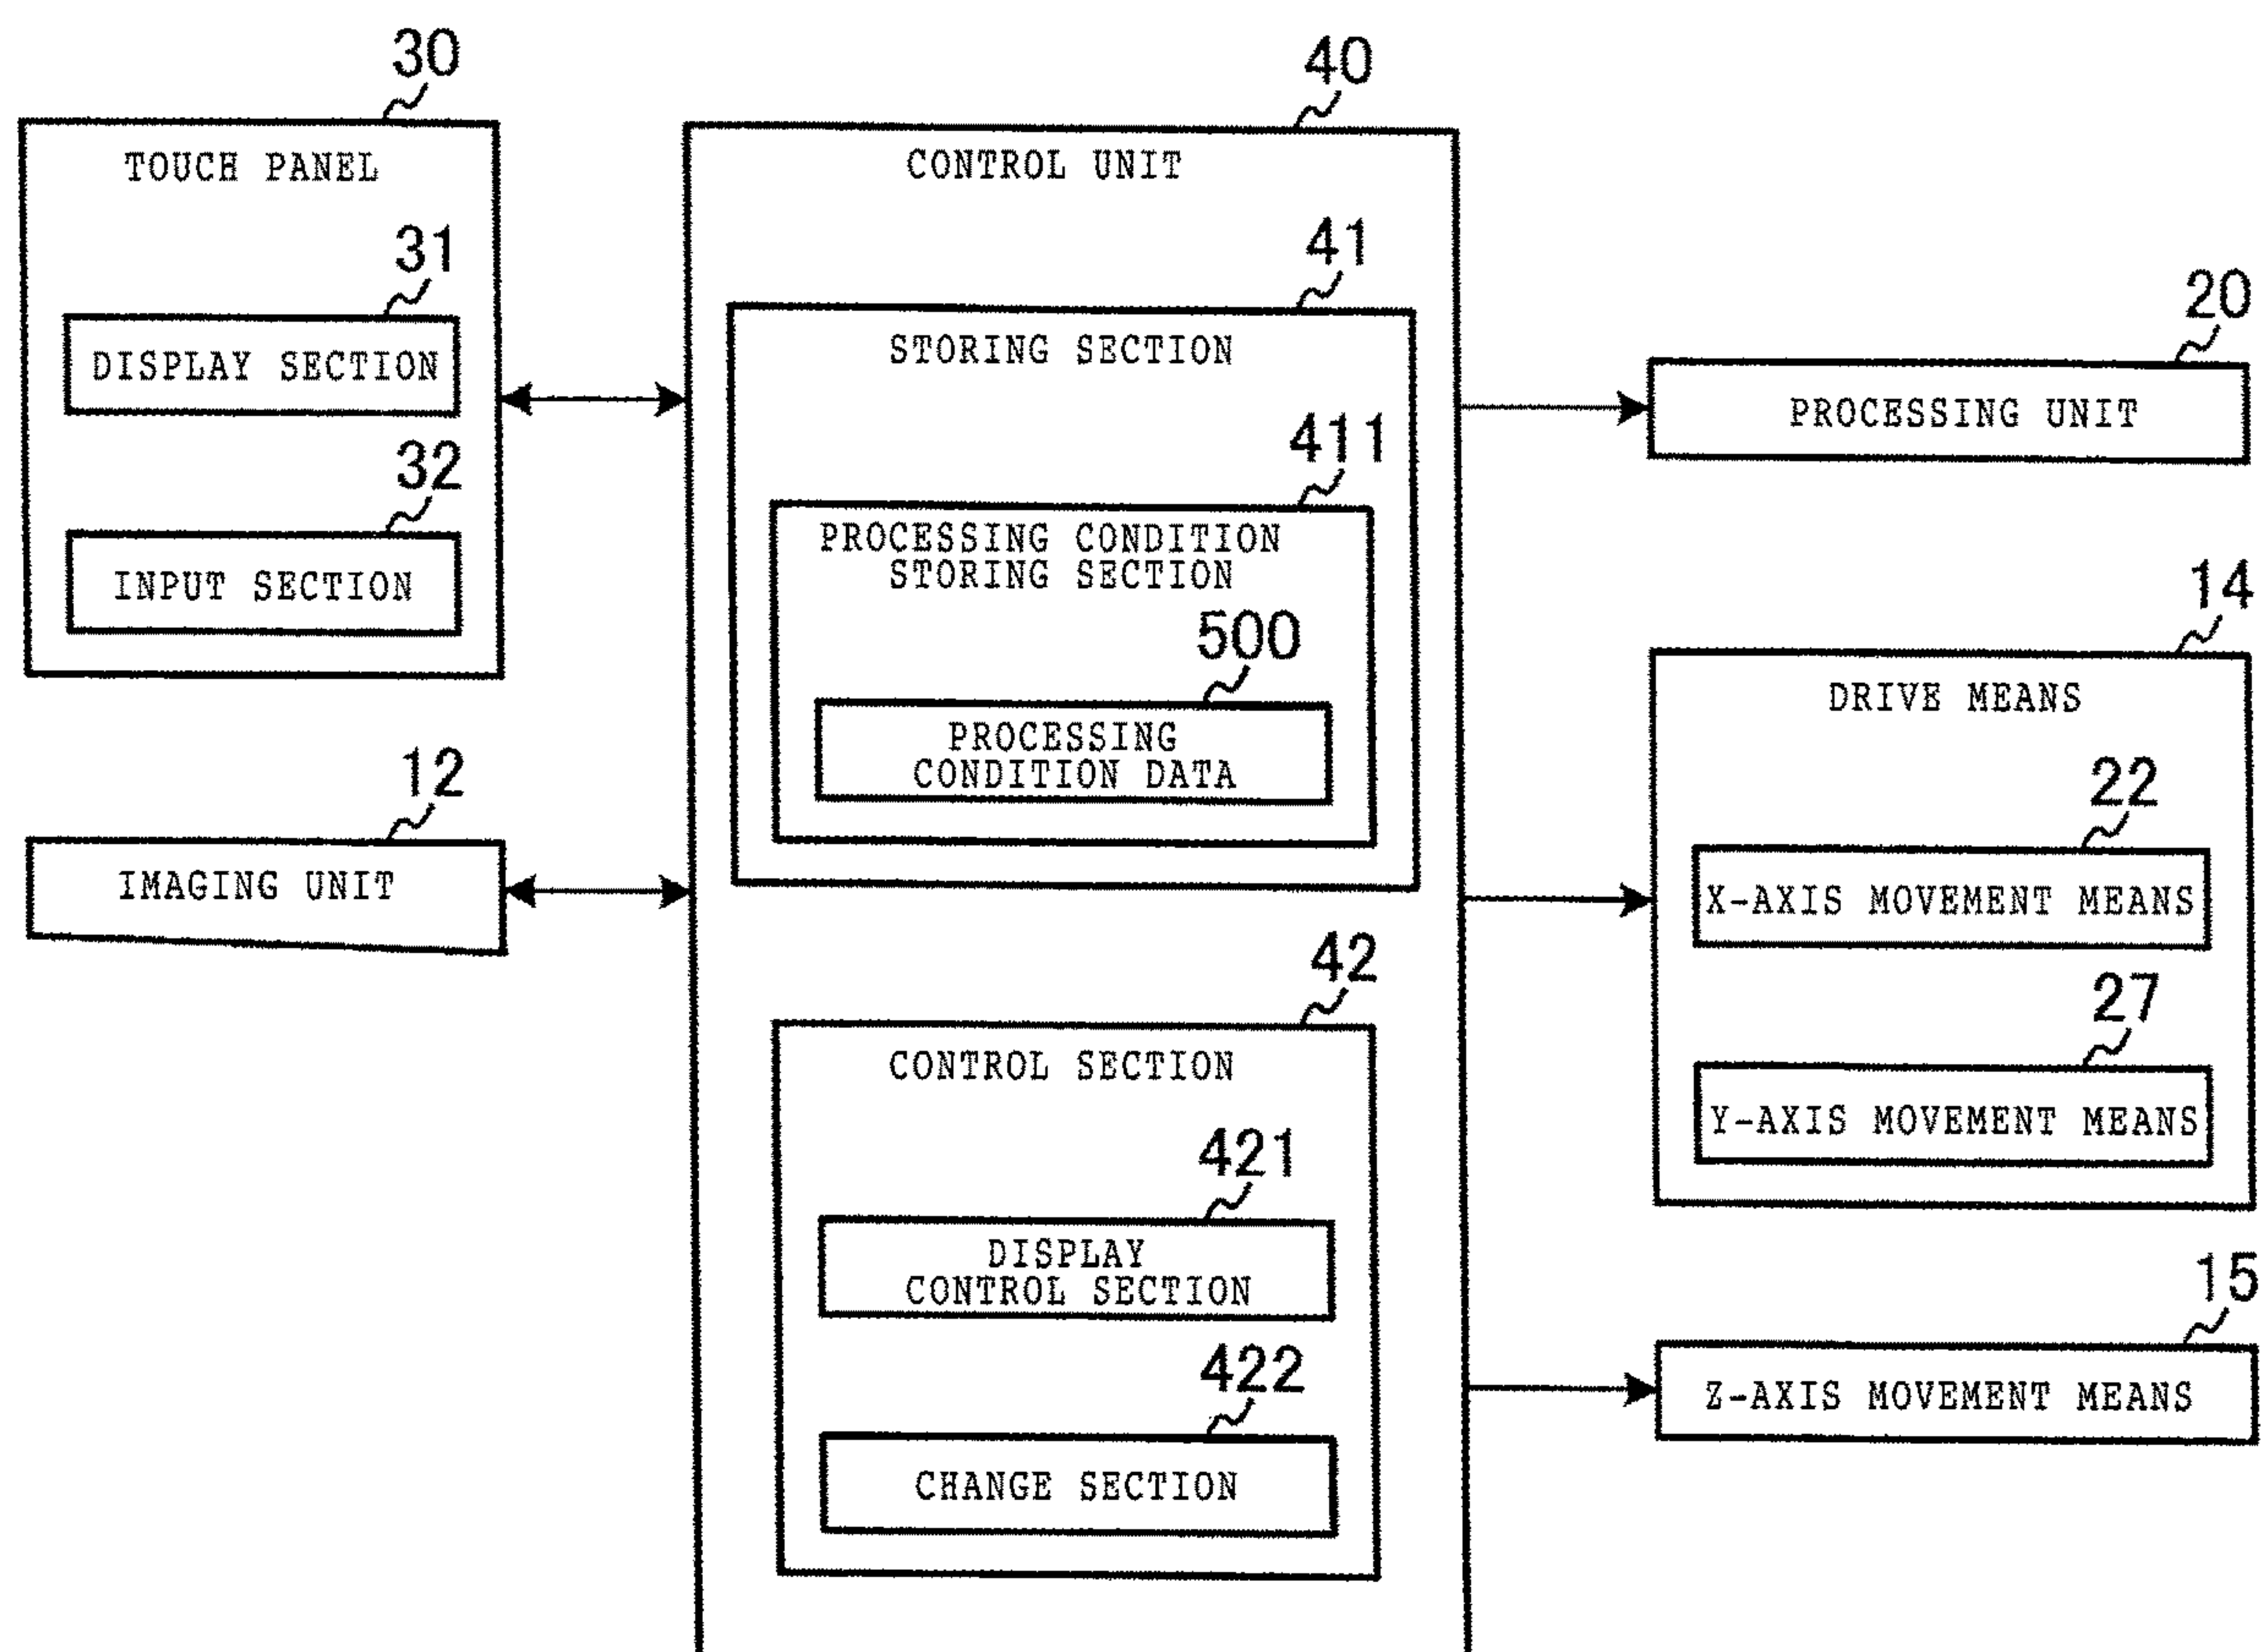 30
TOUCH PANEL
31
DISPLAY SECTION
32
INPUT SECTION
12
IMAGING UNIT
40
CONTROL UNIT
41
STORING SECTION
411
PROCESSING CONDITION
STORING SECTION
500
PROCESSING
CONDITION DATA
42
CONTROL SECTION
421
DISPLAY
CONTROL SECTION
422
CHANGE SECTION
20
PROCESSING UNIT
14
DRIVE MEANS
22
X-AXIS MOVEMENT MEANS
27
Y-AXIS MOVEMENT MEANS
15
Z-AXIS MOVEMENT MEANS